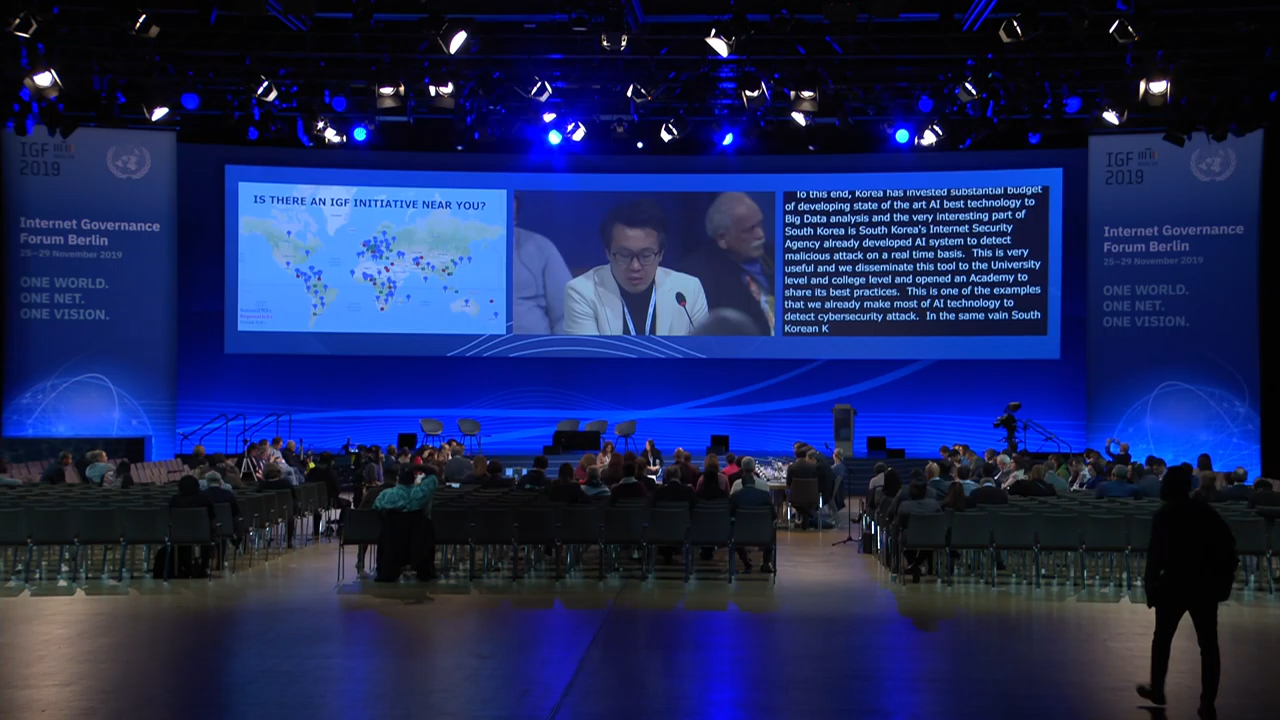 IGF
2019
Internet Governance
Forum Berlin
25–29 November 2019
ONE WORLD.
ONE NET.
ONE VISION.
IS THERE AN IGF INITIATIVE NEAR YOU?
To this end, Korea has invested substantial budget
of developing state of the art AI best technology to
Big Data analysis and the very interesting part of
South Korea is South Korea's Internet Security
Agency already developed AI system to detect
malicious attack on a real time basis.  This is very
useful and we disseminate this tool to the University
level and college level and opened an Academy to
share its best practices.  This is one of the examples
that we already make most of AI technology to
detect cybersecurity attack.  In the same vain South
Korean K
IGF
2019
Internet Governance
Forum Berlin
25–29 November 2019
ONE WORLD.
ONE NET.
ONE VISION.